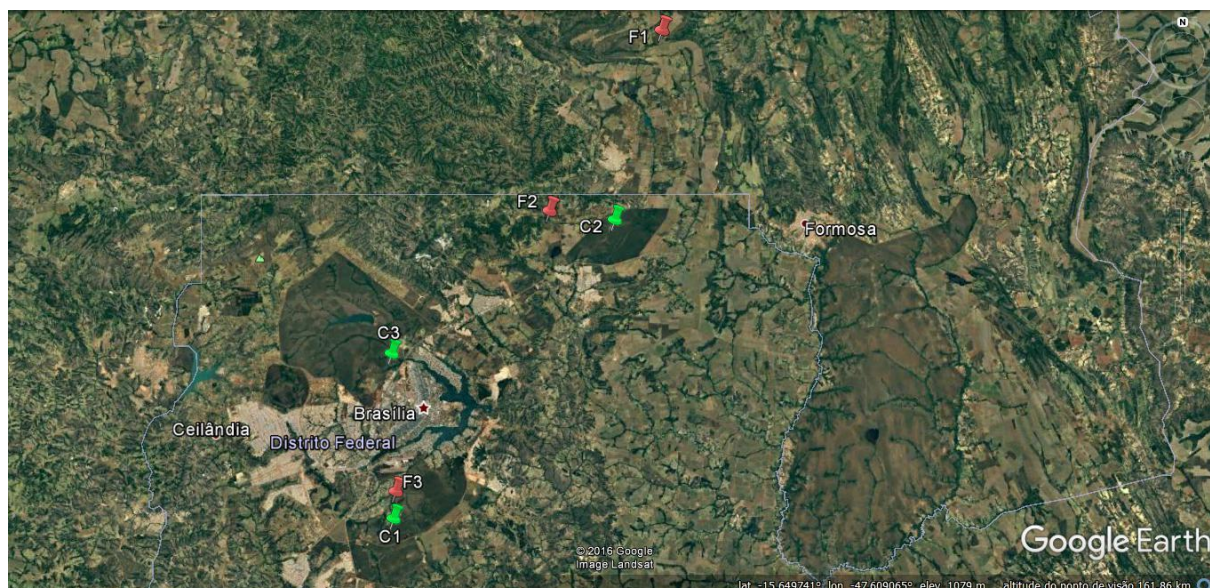 N
F1
F2
C2
Formosa
C3
Brasília
Ceilândia
Distrito Federal
F3
C1
© 2016 Google
Image Landsat
Google Earth
lat -15.649741° lon -47.609065° elev 1079 m altitude do ponto de visão 161.86 km